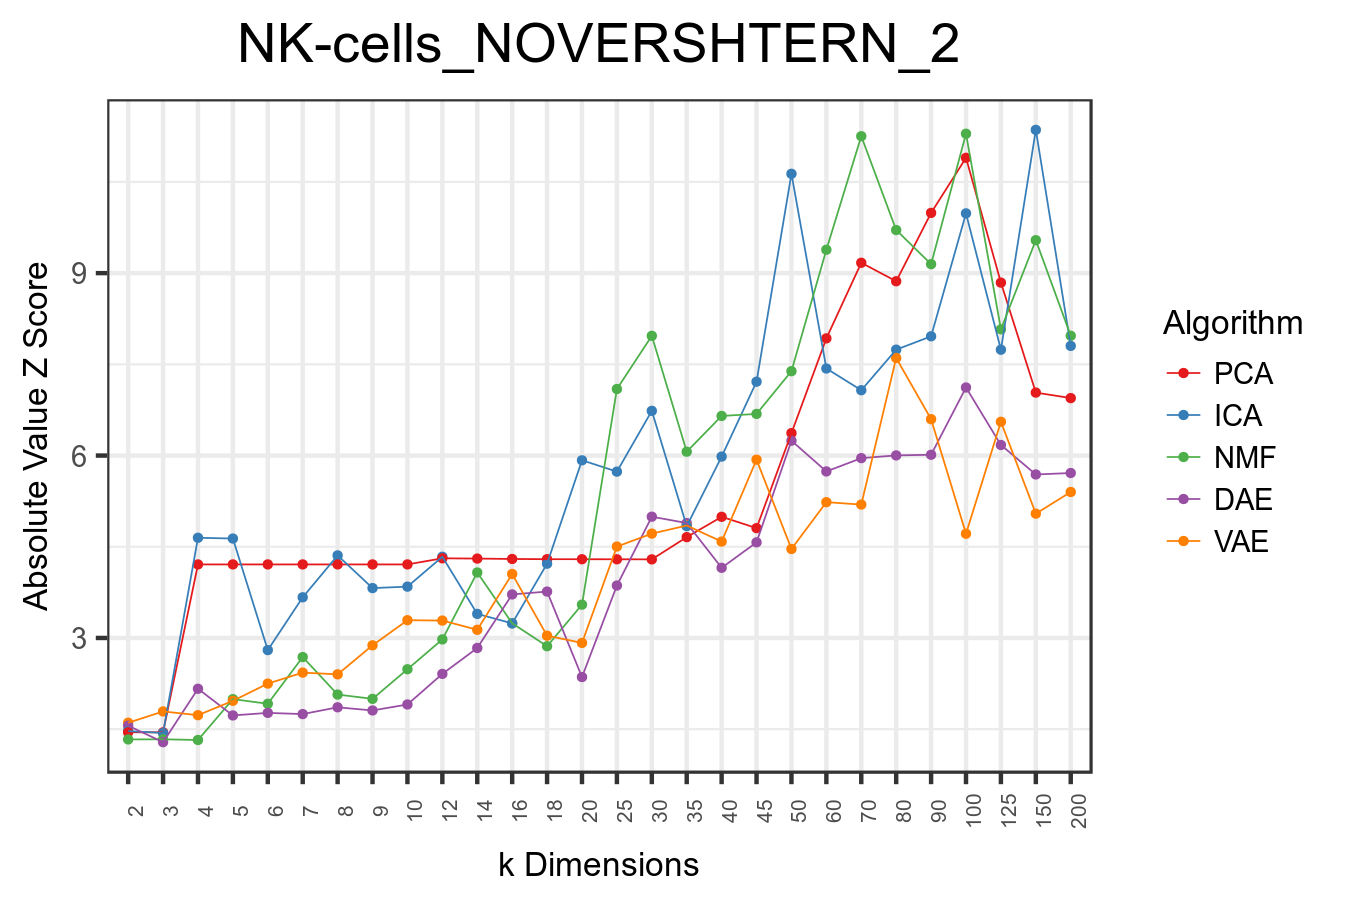 NK-cells_NOVERSHTERN_2
Absolute Value Z Score
9
6
3
2 3 4 5 6 7 8 9 10 12 14 16 18 20 25 30 35 40 45 50 60 70 80 90 100 125 150 200
k Dimensions
Algorithm
PCA
ICA
NMF
DAE
VAE